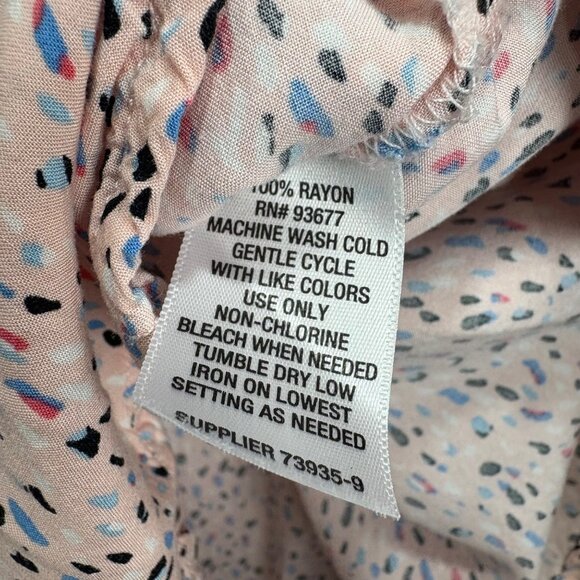 100% RAYON
RN# 93677
MACHINE WASH COLD
GENTLE CYCLE
WITH LIKE COLORS
USE ONLY
NON-CHLORINE
BLEACH WHEN NEEDED
TUMBLE DRY LOW
IRON ON LOWEST
SETTING AS NEEDED
SUPPLIER 73935-9